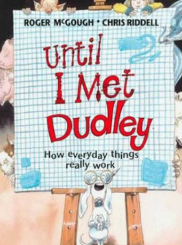 ROGER McGOUGH • CHRIS RIDDELL
until
I Met
Dudley
How everyday things
really work